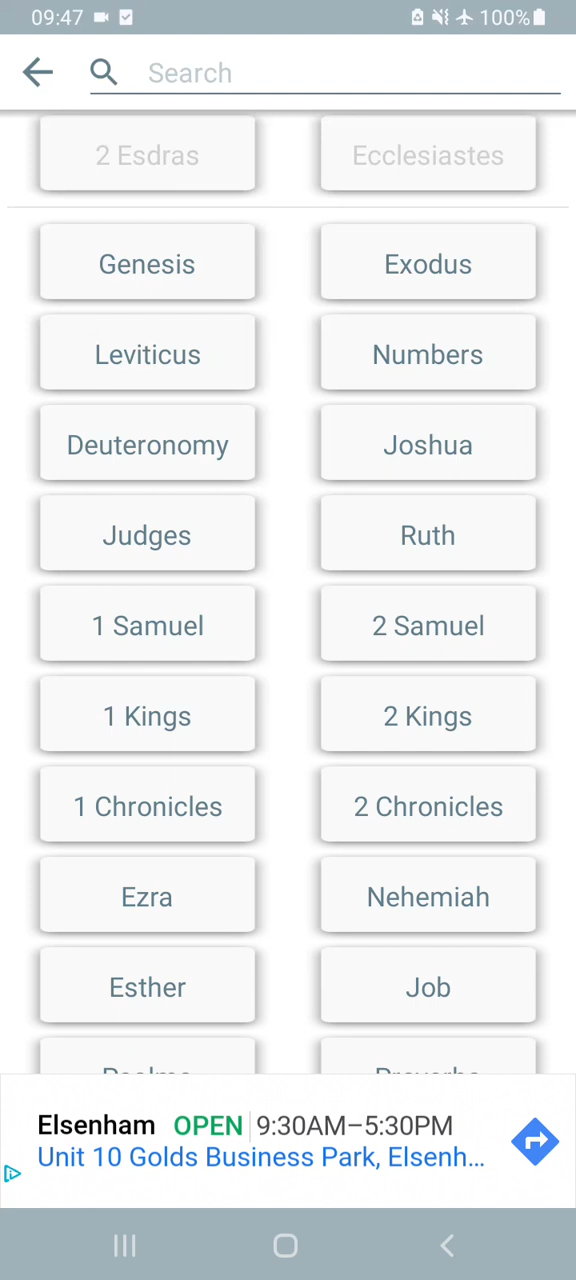 09:47 100%
Search
2 Esdras Ecclesiastes
Genesis Exodus
Leviticus Numbers
Deuteronomy Joshua
Judges Ruth
1 Samuel 2 Samuel
1 Kings 2 Kings
1 Chronicles 2 Chronicles
Ezra Nehemiah
Esther Job
Psalms Proverbs
Elsenham OPEN 9:30AM–5:30PM
Unit 10 Golds Business Park, Elsenh...